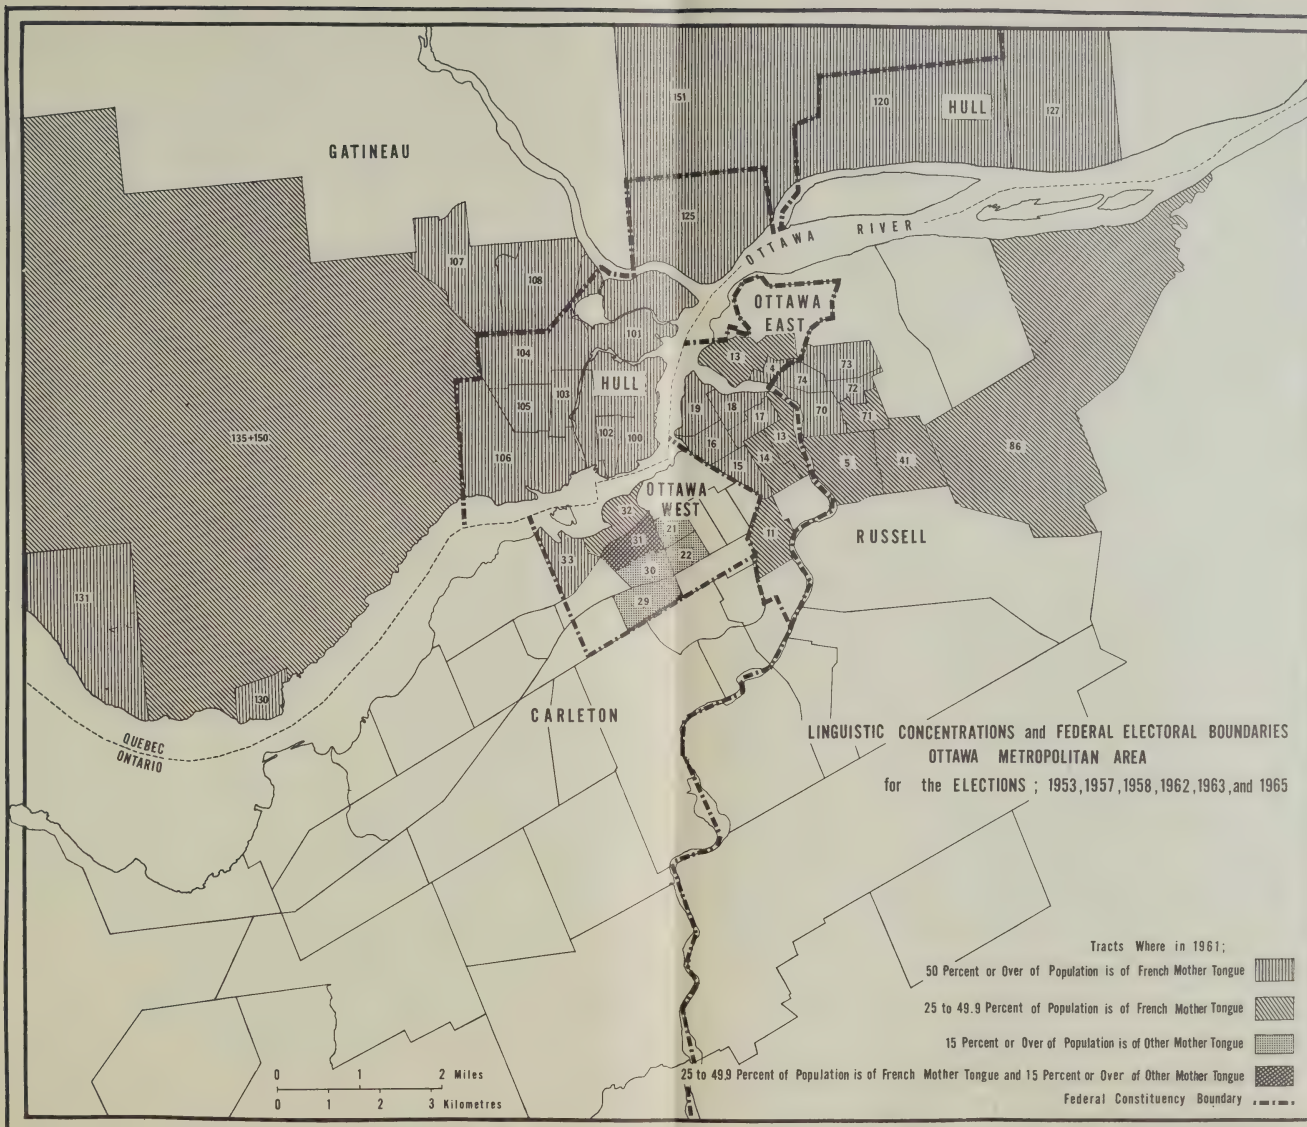 151
120
HULL
127
GATINEAU
125
OTTAWA RIVER
107
108
OTTAWA
EAST
101
104
13
4
73
74
72
HULL
105
103
19
18
17
70
71
135+150
102
100
16
13
86
106
15
14
5
41
OTTAWA
WEST
32
21
11
RUSSELL
31
22
33
30
131
29
130
CARLETON
QUEBEC
ONTARIO
LINGUISTIC CONCENTRATIONS and FEDERAL ELECTORAL BOUNDARIES
OTTAWA METROPOLITAN AREA
for the ELECTIONS ; 1953,1957,1958,1962,1963,and 1965
Tracts Where in 1961;
50 Percent or Over of Population is of French Mother Tongue
25 to 49.9 Percent of Population is of French Mother Tongue
15 Percent or Over of Population is of Other Mother Tongue
25 to 49.9 Percent of Population is of French Mother Tongue and 15 Percent or Over of Other Mother Tongue
Federal Constituency Boundary
0 1 2 Miles
0 1 2 3 Kilometres